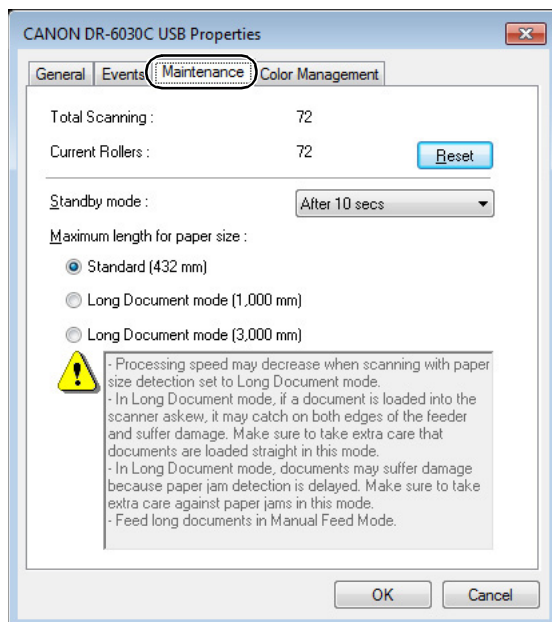 CANON DR-6030C USB Properties
General Events Maintenance Color Management
Total Scanning : 72
Current Rollers : 72 Reset
Standby mode : After 10 secs
Maximum length for paper size :
Standard (432 mm)
Long Document mode (1,000 mm)
Long Document mode (3,000 mm)
- Processing speed may decrease when scanning with paper
size detection set to Long Document mode.
- In Long Document mode, if a document is loaded into the
scanner askew, it may catch on both edges of the feeder
and suffer damage. Make sure to take extra care that
documents are loaded straight in this mode.
- In Long Document mode, documents may suffer damage
because paper jam detection is delayed. Make sure to take
extra care against paper jams in this mode.
- Feed long documents in Manual Feed Mode.
OK Cancel